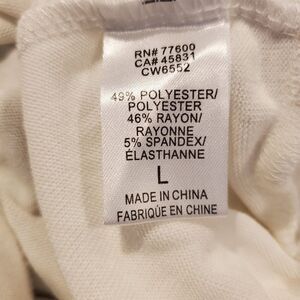 RN# 77600
CA# 45831
CW6552
49% POLYESTER/
POLYESTER
46% RAYON/
RAYONNE
5% SPANDEX/
ÉLASTHANNE
L
MADE IN CHINA
FABRIQUÉ EN CHINE